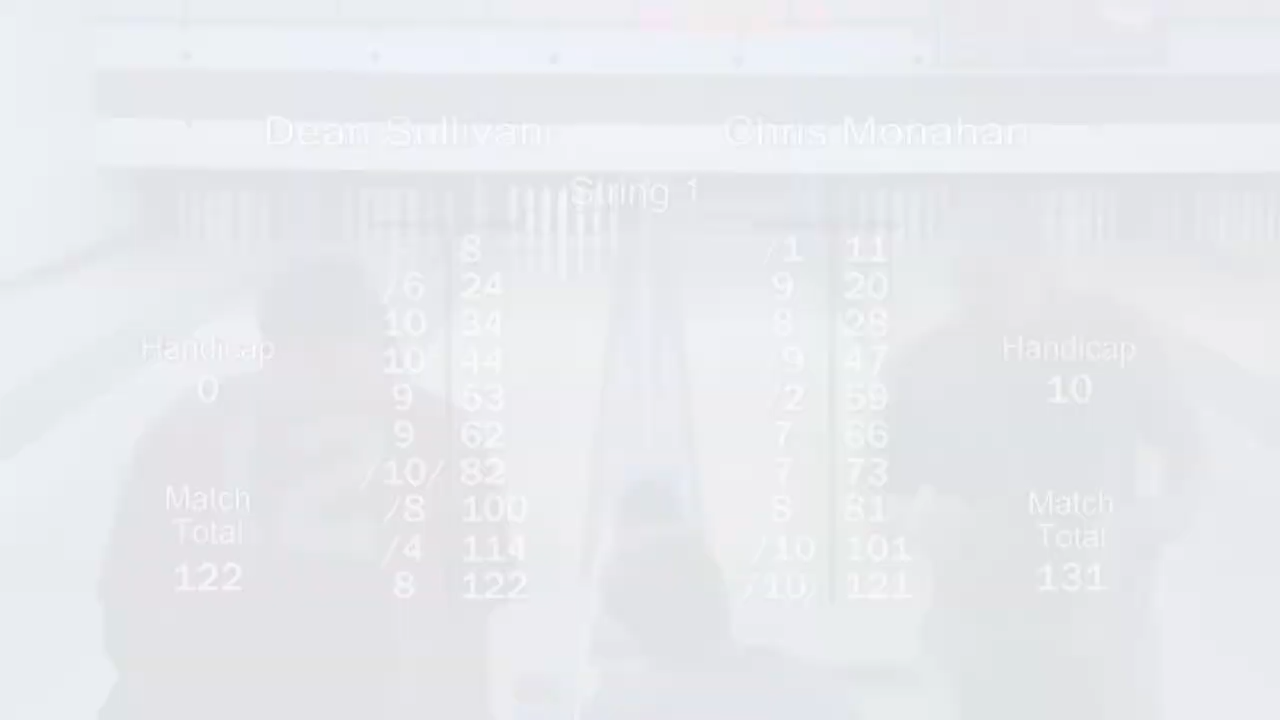 Dean Sullivan Chris Monahan
String 1
8 /1 11
/6 24 9 20
10 34 8 28
10 44 /9 47
9 53 /2 59
9 62 7 66
/10/ 82 7 73
/8 100 8 81
/4 114 /10 101
8 122 /10/ 121
Handicap
0
Match
Total
122
Handicap
10
Match
Total
131